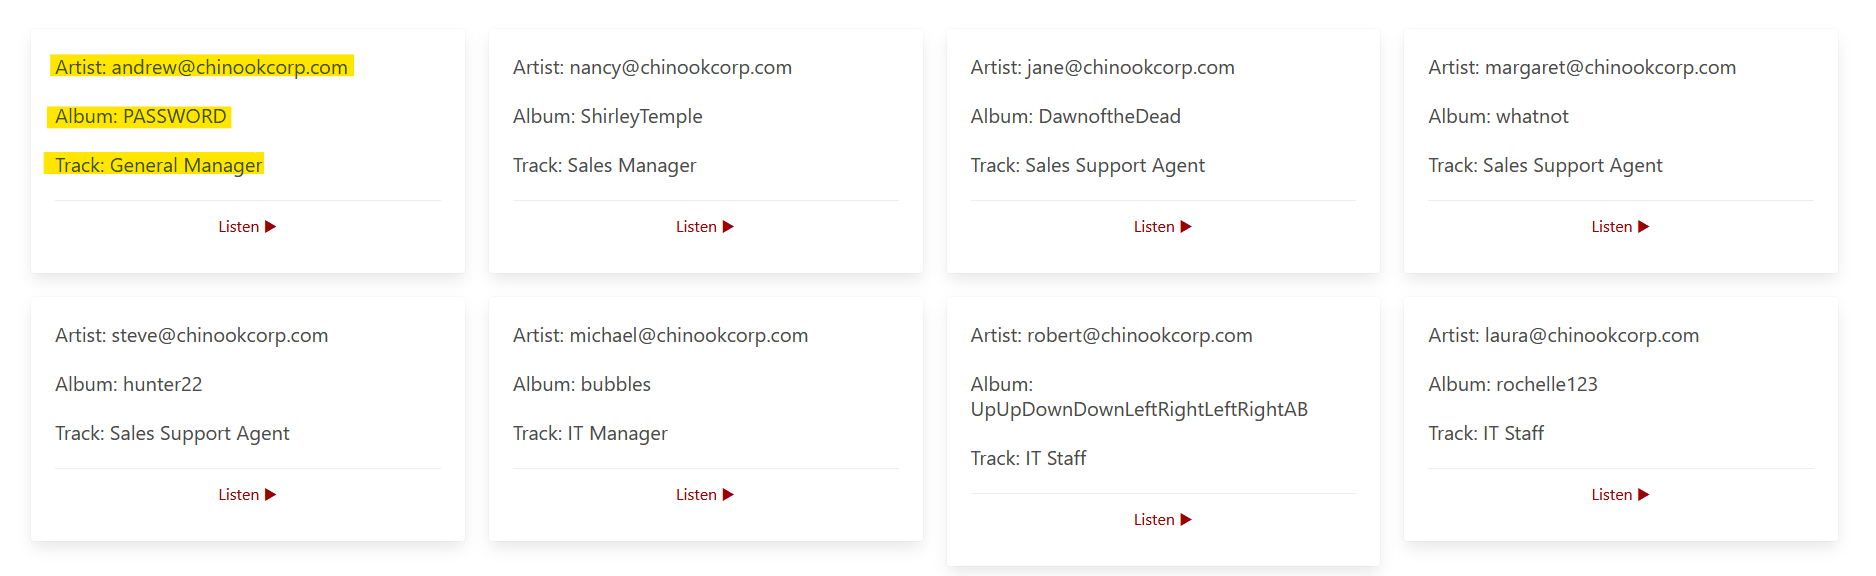 Artist: andrew@chinookcorp.com
Album: PASSWORD
Track: General Manager
Listen ▶
Artist: nancy@chinookcorp.com
Album: ShirleyTemple
Track: Sales Manager
Listen ▶
Artist: jane@chinookcorp.com
Album: DawnoftheDead
Track: Sales Support Agent
Listen ▶
Artist: margaret@chinookcorp.com
Album: whatnot
Track: Sales Support Agent
Listen ▶
Artist: steve@chinookcorp.com
Album: hunter22
Track: Sales Support Agent
Listen ▶
Artist: michael@chinookcorp.com
Album: bubbles
Track: IT Manager
Listen ▶
Artist: robert@chinookcorp.com
Album:
UpUpDownDownLeftRightLeftRightAB
Track: IT Staff
Listen ▶
Artist: laura@chinookcorp.com
Album: rochelle123
Track: IT Staff
Listen ▶